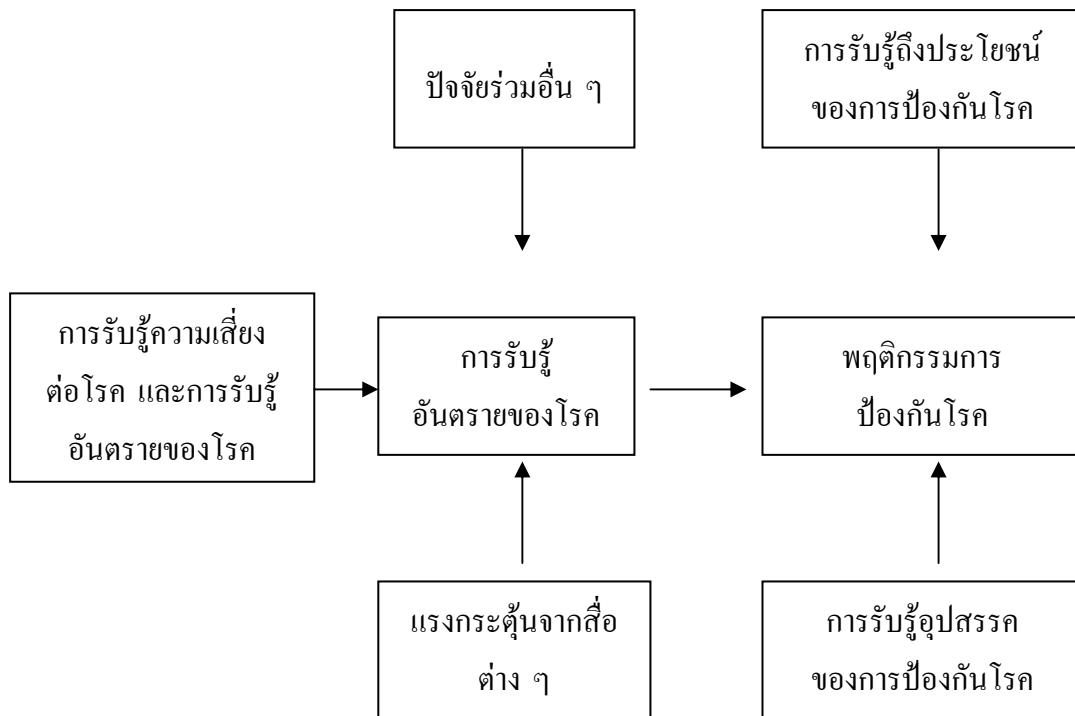 ปัจจัยร่วมอื่น ๆ
การรับรู้ถึงประโยชน์
ของการป้องกันโรค
การรับรู้ความเสี่ยง
ต่อโรค และการรับรู้
อันตรายของโรค
การรับรู้
อันตรายของโรค
พฤติกรรมการ
ป้องกันโรค
แรงกระตุ้นจากสื่อ
ต่าง ๆ
การรับรู้อุปสรรค
ของการป้องกันโรค